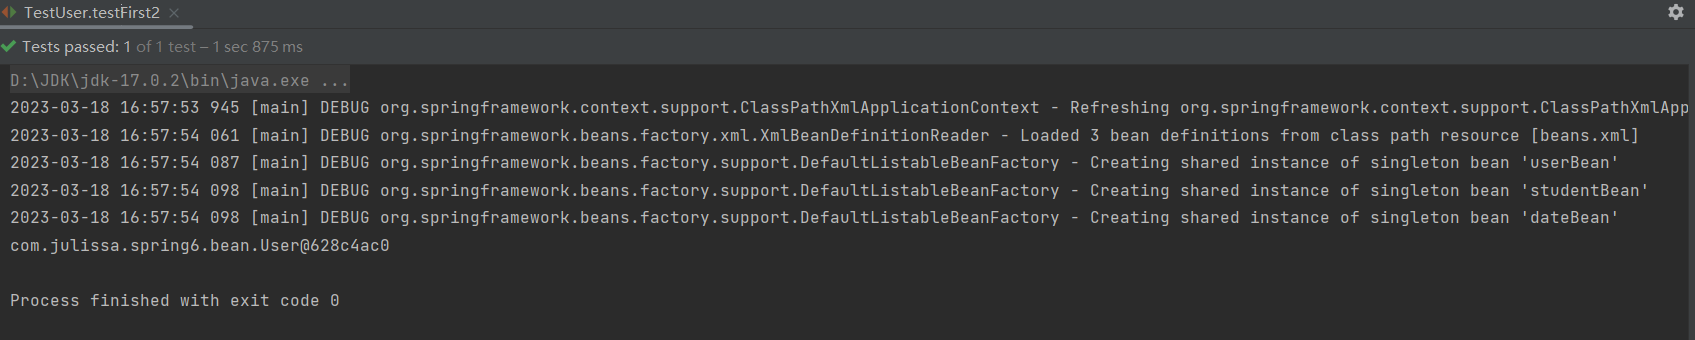 TestUser.testFirst2
Tests passed: 1 of 1 test – 1 sec 875 ms
D:\JDK\jdk-17.0.2\bin\java.exe ...
2023-03-18 16:57:53 945 [main] DEBUG org.springframework.context.support.ClassPathXmlApplicationContext - Refreshing org.springframework.context.support.ClassPathXmlApp
2023-03-18 16:57:54 061 [main] DEBUG org.springframework.beans.factory.xml.XmlBeanDefinitionReader - Loaded 3 bean definitions from class path resource [beans.xml]
2023-03-18 16:57:54 087 [main] DEBUG org.springframework.beans.factory.support.DefaultListableBeanFactory - Creating shared instance of singleton bean 'userBean'
2023-03-18 16:57:54 098 [main] DEBUG org.springframework.beans.factory.support.DefaultListableBeanFactory - Creating shared instance of singleton bean 'studentBean'
2023-03-18 16:57:54 098 [main] DEBUG org.springframework.beans.factory.support.DefaultListableBeanFactory - Creating shared instance of singleton bean 'dateBean'
com.julissa.spring6.bean.User@628c4ac0
Process finished with exit code 0